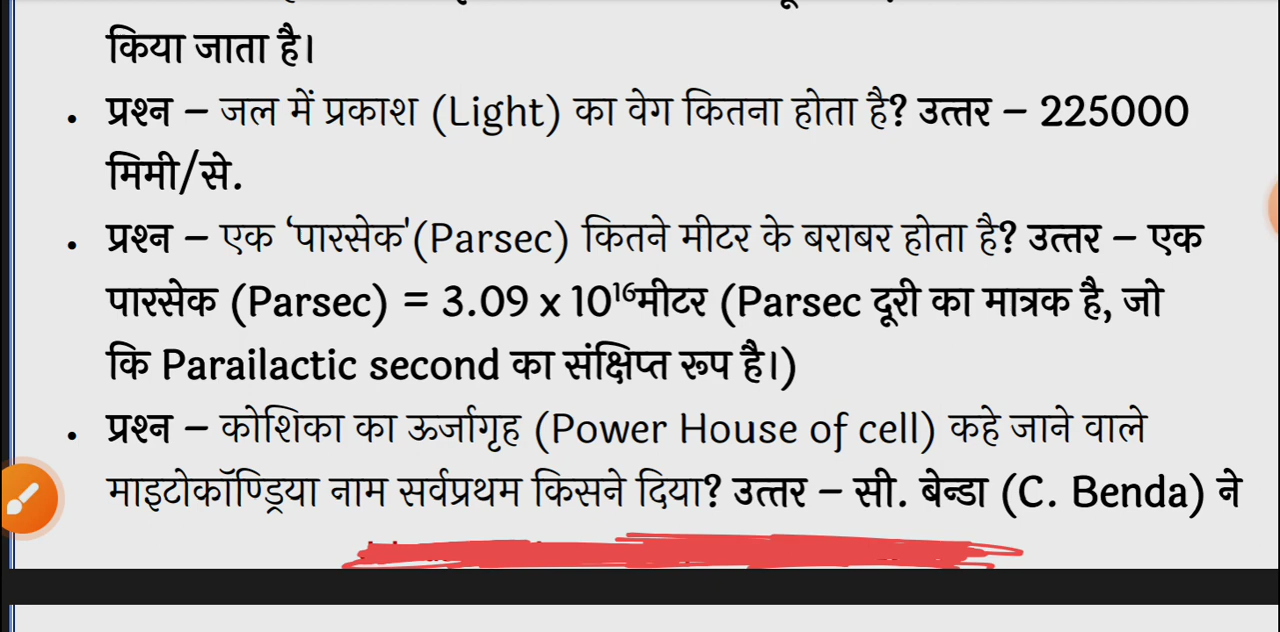 किया जाता है।
• प्रश्न – जल में प्रकाश (Light) का वेग कितना होता है? उत्तर – 225000
मिमी/से.
• प्रश्न – एक ‘पारसेक'(Parsec) कितने मीटर के बराबर होता है? उत्तर – एक
पारसेक (Parsec) = 3.09 x 10¹⁶मीटर (Parsec दूरी का मात्रक है, जो
कि Parailactic second का संक्षिप्त रूप है।)
• प्रश्न – कोशिका का ऊर्जागृह (Power House of cell) कहे जाने वाले
माइटोकॉण्ड्रिया नाम सर्वप्रथम किसने दिया? उत्तर – सी. बेन्डा (C. Benda) ने